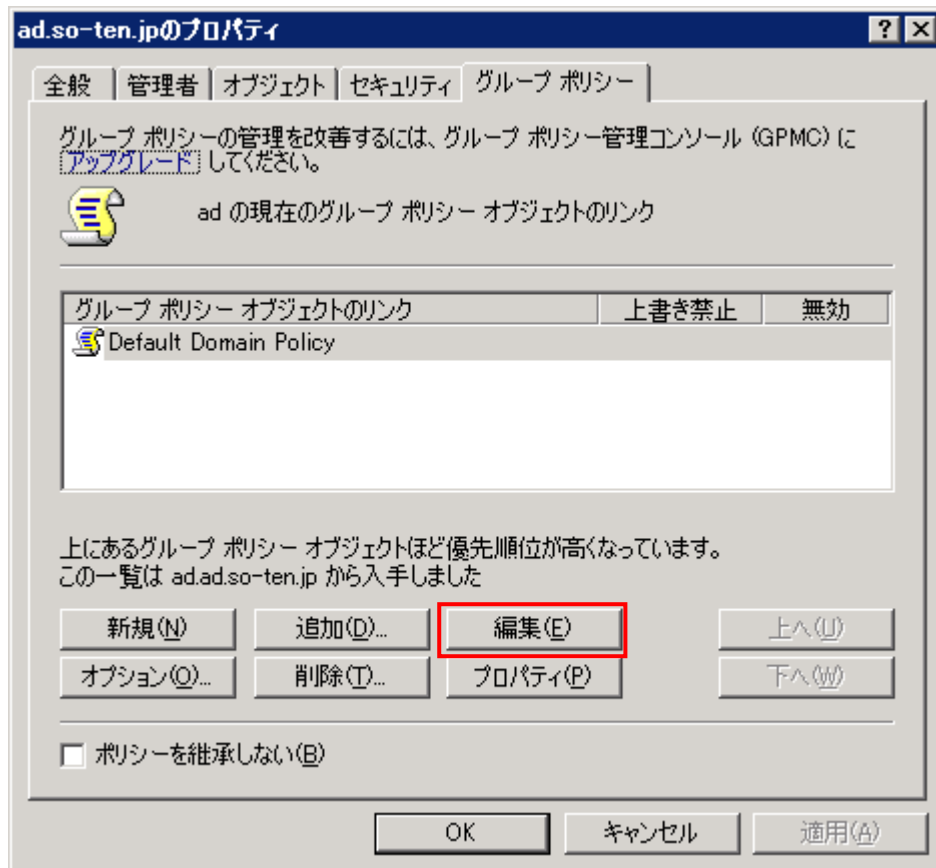 ad.so-ten.jpのプロパティ
全般 管理者 オブジェクト セキュリティ グループ ポリシー
グループ ポリシーの管理を改善するには、グループ ポリシー管理コンソール (GPMC) に
アップグレード してください。
ad の現在のグループ ポリシー オブジェクトのリンク
グループ ポリシー オブジェクトのリンク 上書き禁止 無効
Default Domain Policy
上にあるグループ ポリシー オブジェクトほど優先順位が高くなっています。
この一覧は ad.ad.so-ten.jp から入手しました
新規(N) 追加(D)... 編集(E) 上へ(U)
オプション(O)... 削除(T)... プロパティ(P) 下へ(W)
ポリシーを継承しない(B)
OK キャンセル 適用(A)